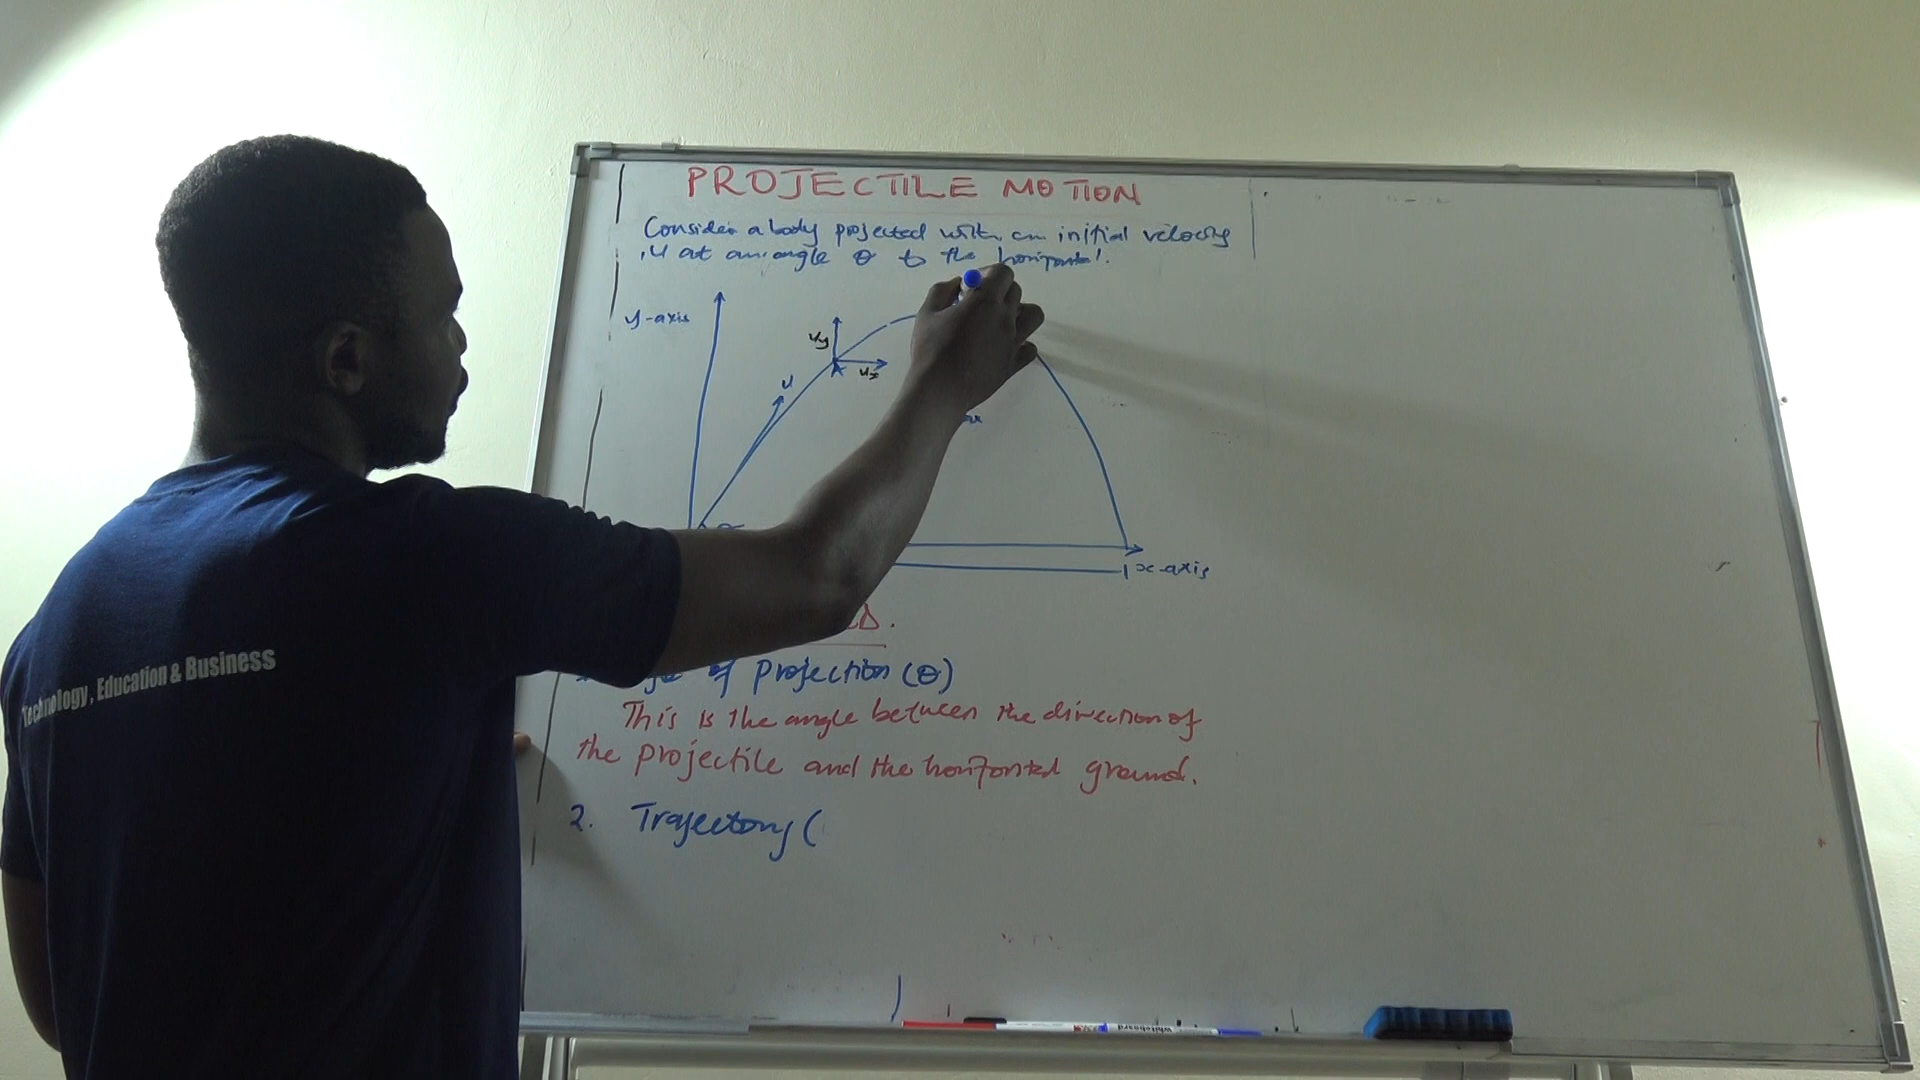 PROJECTILE MOTION
Consider a body projected with an initial velocity
, u at an angle θ to the horizontal.
y-axis
uy
ux
u
x-axis
of projection (θ)
This is the angle between the direction of
the projectile and the horizontal ground.
2. Trajectory (
Technology, Education & Business